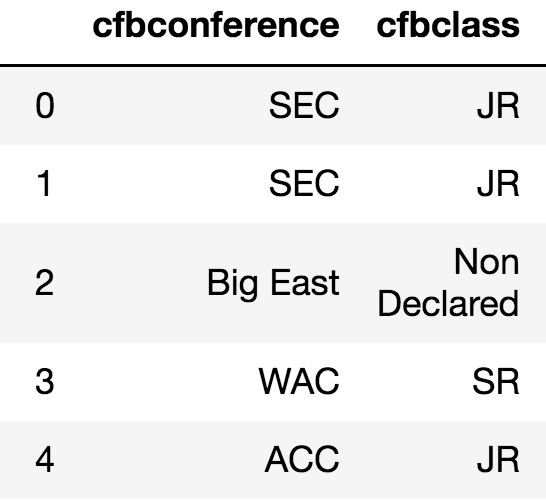 cfbconference cfbclass
0 SEC JR
1 SEC JR
2 Big East Non
Declared
3 WAC SR
4 ACC JR